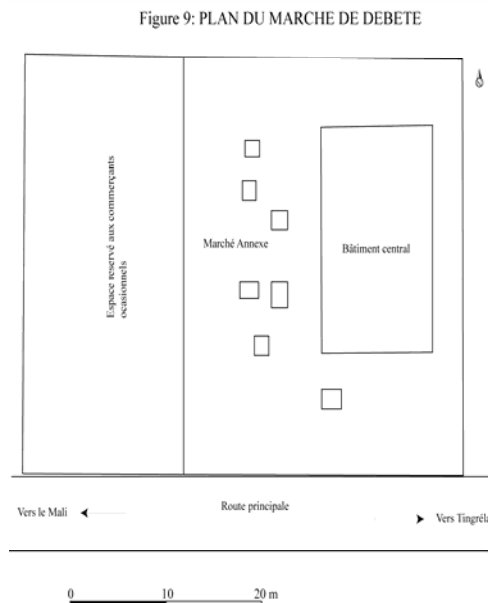 Figure 9: PLAN DU MARCHE DE DEBETE
Espace reservé aux commerçants
ocasionnels
Marché Annexe
Bâtiment central
Route principale
Vers le Mali
Vers Tingréla
0 10 20 m